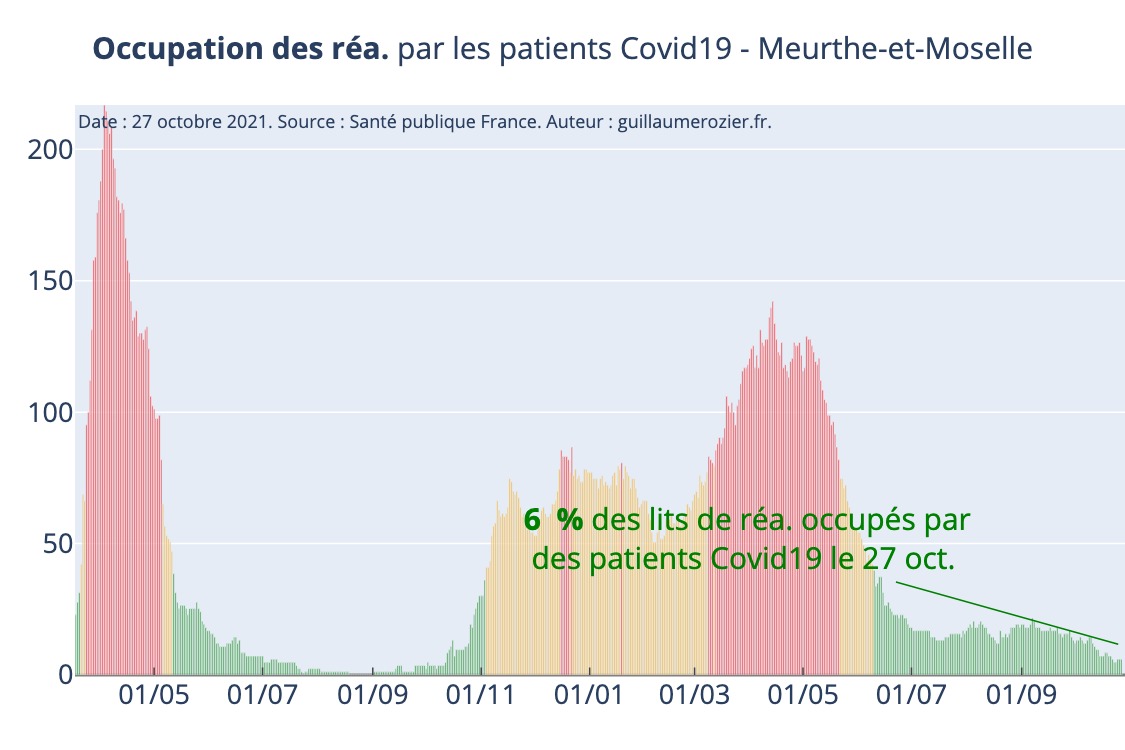 Occupation des réa. par les patients Covid19 - Meurthe-et-Moselle
Date : 27 octobre 2021. Source : Santé publique France. Auteur : guillaumerozier.fr.
200
150
100
50
0
6 % des lits de réa. occupés par
des patients Covid19 le 27 oct.
01/05 01/07 01/09 01/11 01/01 01/03 01/05 01/07 01/09